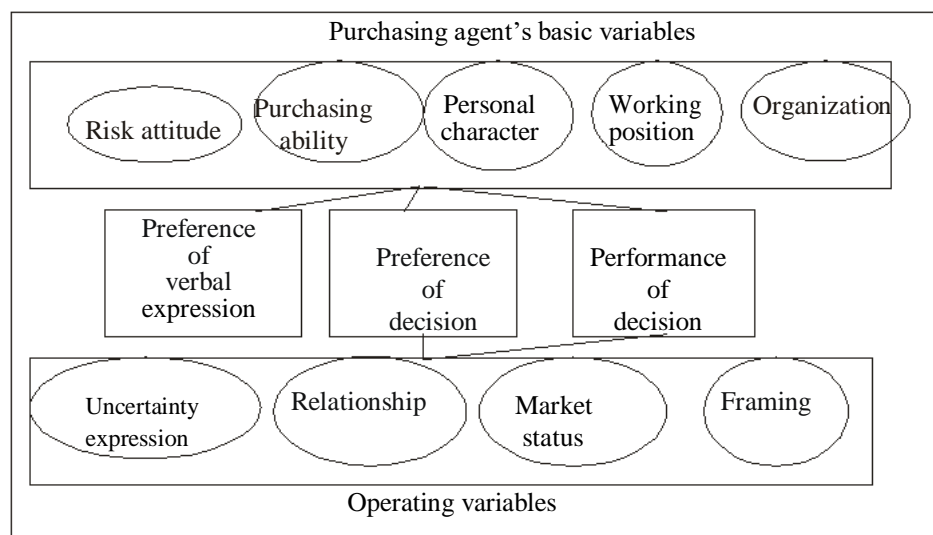 Purchasing agent's basic variables
Risk attitude
Purchasing
ability
Personal
character
Working
position
Organization
Preference
of
verbal
expression
Preference
of
decision
Performance
of
decision
Uncertainty
expression
Relationship
Market
status
Framing
Operating variables